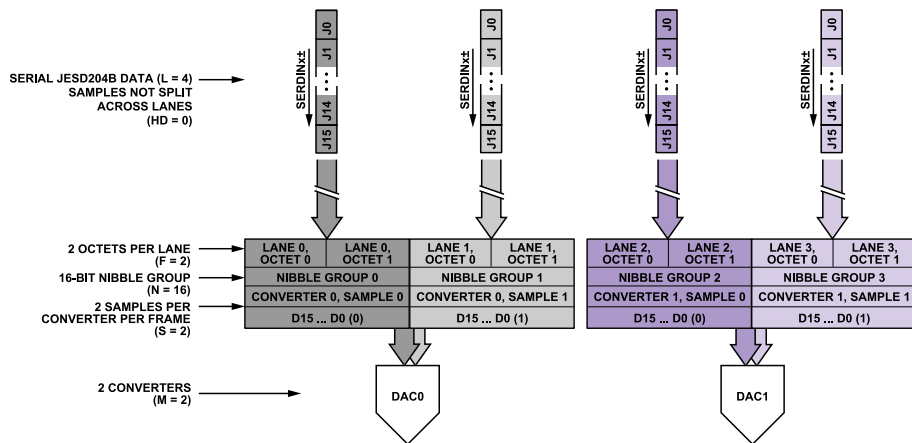 SERIAL JESD204B DATA (L = 4)
SAMPLES NOT SPLIT
ACROSS LANES
(HD = 0)
SERDINx±
J0
J1
...
J14
J15
SERDINx±
J0
J1
...
J14
J15
SERDINx±
J0
J1
...
J14
J15
SERDINx±
J0
J1
...
J14
J15
2 OCTETS PER LANE
(F = 2)
LANE 0,
OCTET 0
LANE 0,
OCTET 1
LANE 1,
OCTET 0
LANE 1,
OCTET 1
LANE 2,
OCTET 0
LANE 2,
OCTET 1
LANE 3,
OCTET 0
LANE 3,
OCTET 1
16-BIT NIBBLE GROUP
(N = 16)
NIBBLE GROUP 0
NIBBLE GROUP 1
NIBBLE GROUP 2
NIBBLE GROUP 3
2 SAMPLES PER
CONVERTER PER FRAME
(S = 2)
CONVERTER 0, SAMPLE 0
CONVERTER 0, SAMPLE 1
CONVERTER 1, SAMPLE 0
CONVERTER 1, SAMPLE 1
D15 ... D0 (0)
D15 ... D0 (1)
D15 ... D0 (0)
D15 ... D0 (1)
2 CONVERTERS
(M = 2)
DAC0
DAC1